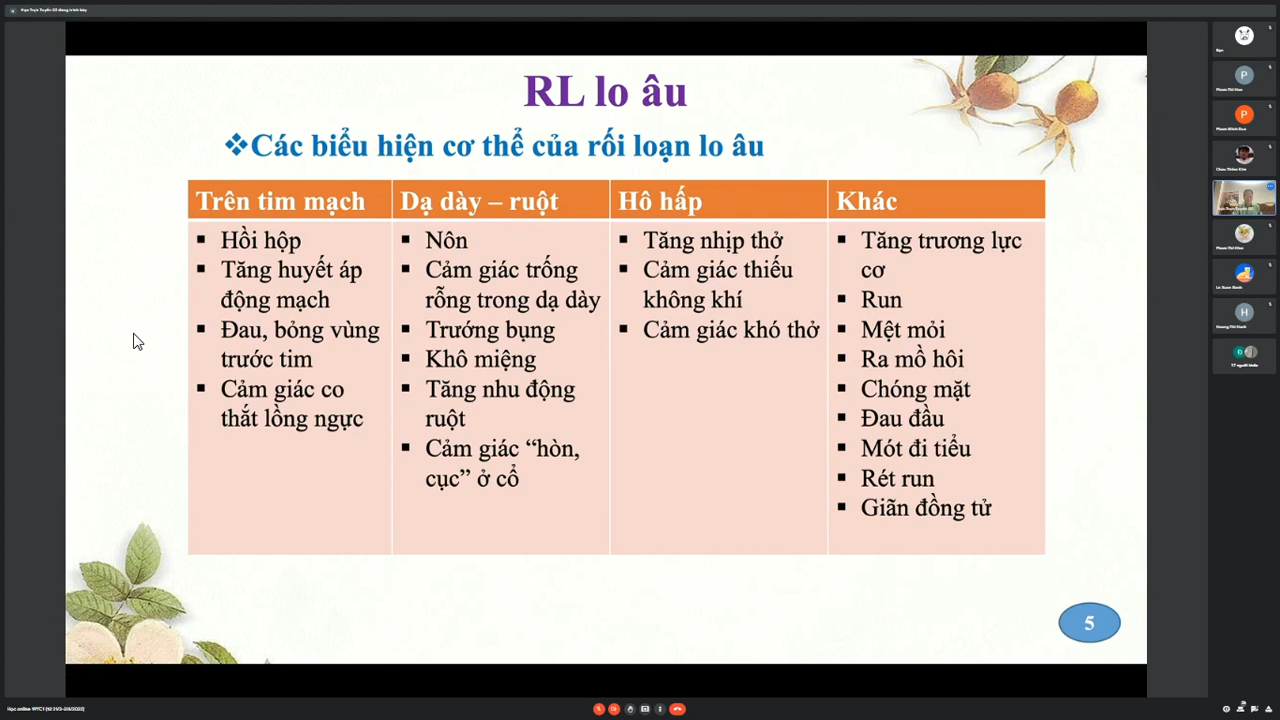 RL lo âu
❖Các biểu hiện cơ thể của rối loạn lo âu
Trên tim mạch
▪ Hồi hộp
▪ Tăng huyết áp
động mạch
▪ Đau, bỏng vùng
trước tim
▪ Cảm giác co
thắt lồng ngực
Dạ dày – ruột
▪ Nôn
▪ Cảm giác trống
rỗng trong dạ dày
▪ Trướng bụng
▪ Khô miệng
▪ Tăng nhu động
ruột
▪ Cảm giác “hòn,
cục” ở cổ
Hô hấp
▪ Tăng nhịp thở
▪ Cảm giác thiếu
không khí
▪ Cảm giác khó thở
Khác
▪ Tăng trương lực
cơ
▪ Run
▪ Mệt mỏi
▪ Ra mồ hôi
▪ Chóng mặt
▪ Đau đầu
▪ Mót đi tiểu
▪ Rét run
▪ Giãn đồng tử
5
Bạn
P
P
H
17 người khác